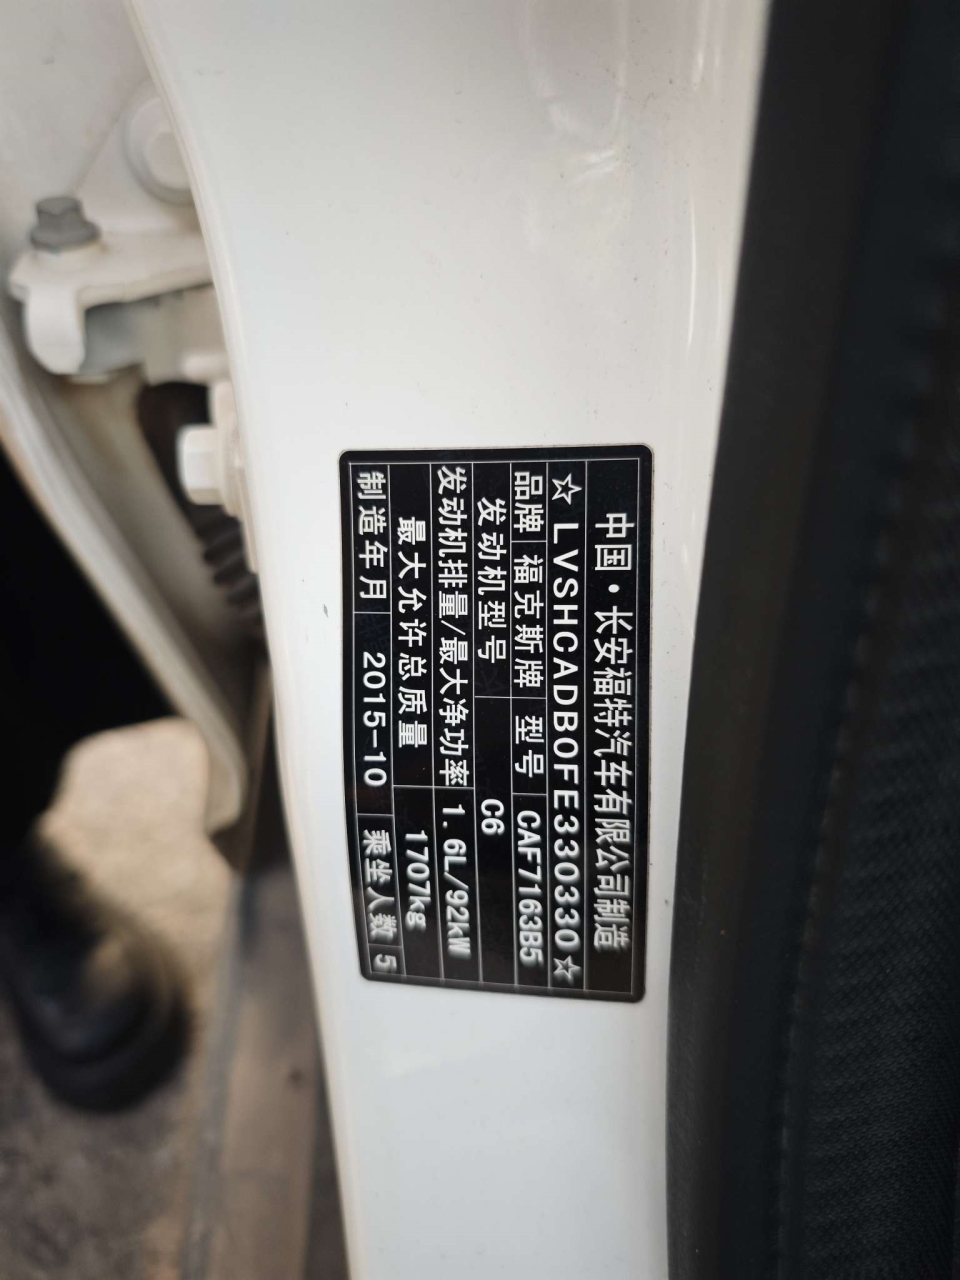 中国·长安福特汽车有限公司制造
☆LVSHCADB0FE330330☆
品牌 福克斯牌 型号 CAF7163B5
发动机型号 C6
发动机排量/最大净功率 1.6L/92kW
最大允许总质量 1707kg
制造年月 2015-10 乘坐人数 5